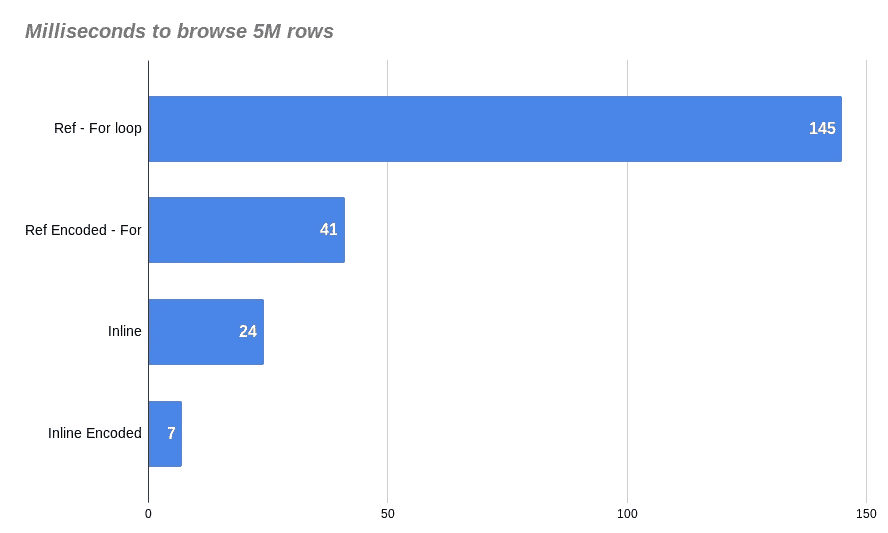 Milliseconds to browse 5M rows
Ref - For loop
145
Ref Encoded - For
41
Inline
24
Inline Encoded
7
0
50
100
150